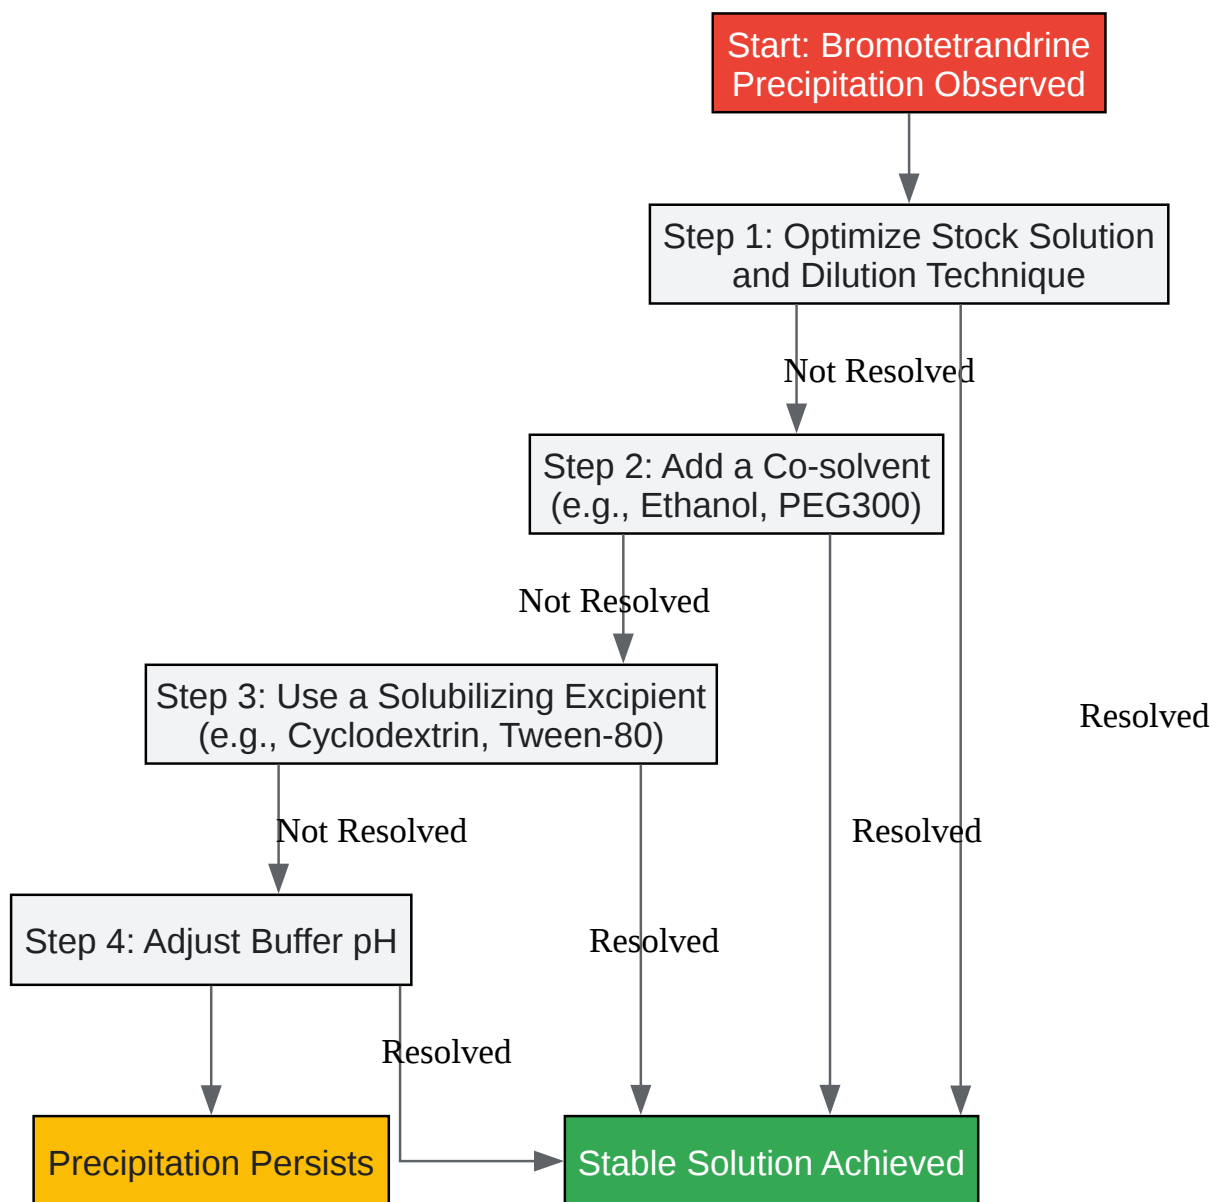 Start: Bromotetrandrine
Precipitation Observed
Step 1: Optimize Stock Solution
and Dilution Technique
Not Resolved
Step 2: Add a Co-solvent
(e.g., Ethanol, PEG300)
Not Resolved
Step 3: Use a Solubilizing Excipient
(e.g., Cyclodextrin, Tween-80)
Resolved
Not Resolved
Resolved
Step 4: Adjust Buffer pH
Resolved
Resolved
Precipitation Persists
Stable Solution Achieved